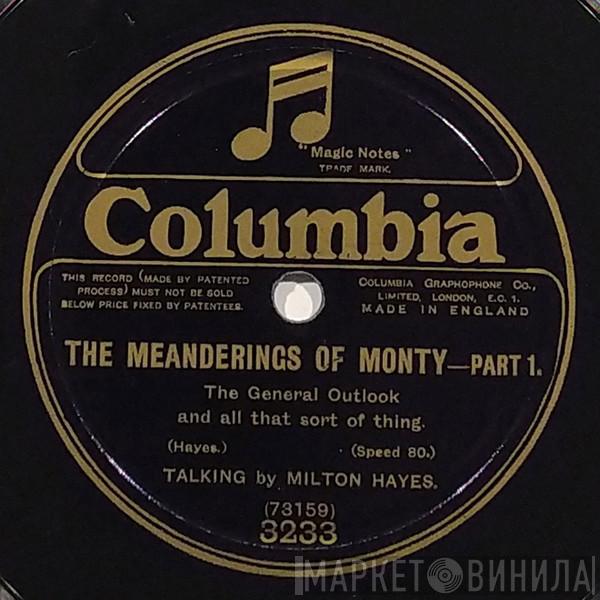 "Magic Notes"
TRADE MARK.
Columbia
THIS RECORD (MADE BY PATENTED
PROCESS) MUST NOT BE SOLD
BELOW PRICE FIXED BY PATENTEES.
COLUMBIA GRAPHOPHONE CO.,
LIMITED, LONDON, E.C. 1.
MADE IN ENGLAND
THE MEANDERINGS OF MONTY—PART 1.
The General Outlook
and all that sort of thing.
(Hayes.) (Speed 80.)
TALKING by MILTON HAYES.
(73159)
3233
МАРКЕТ ВИНИЛА